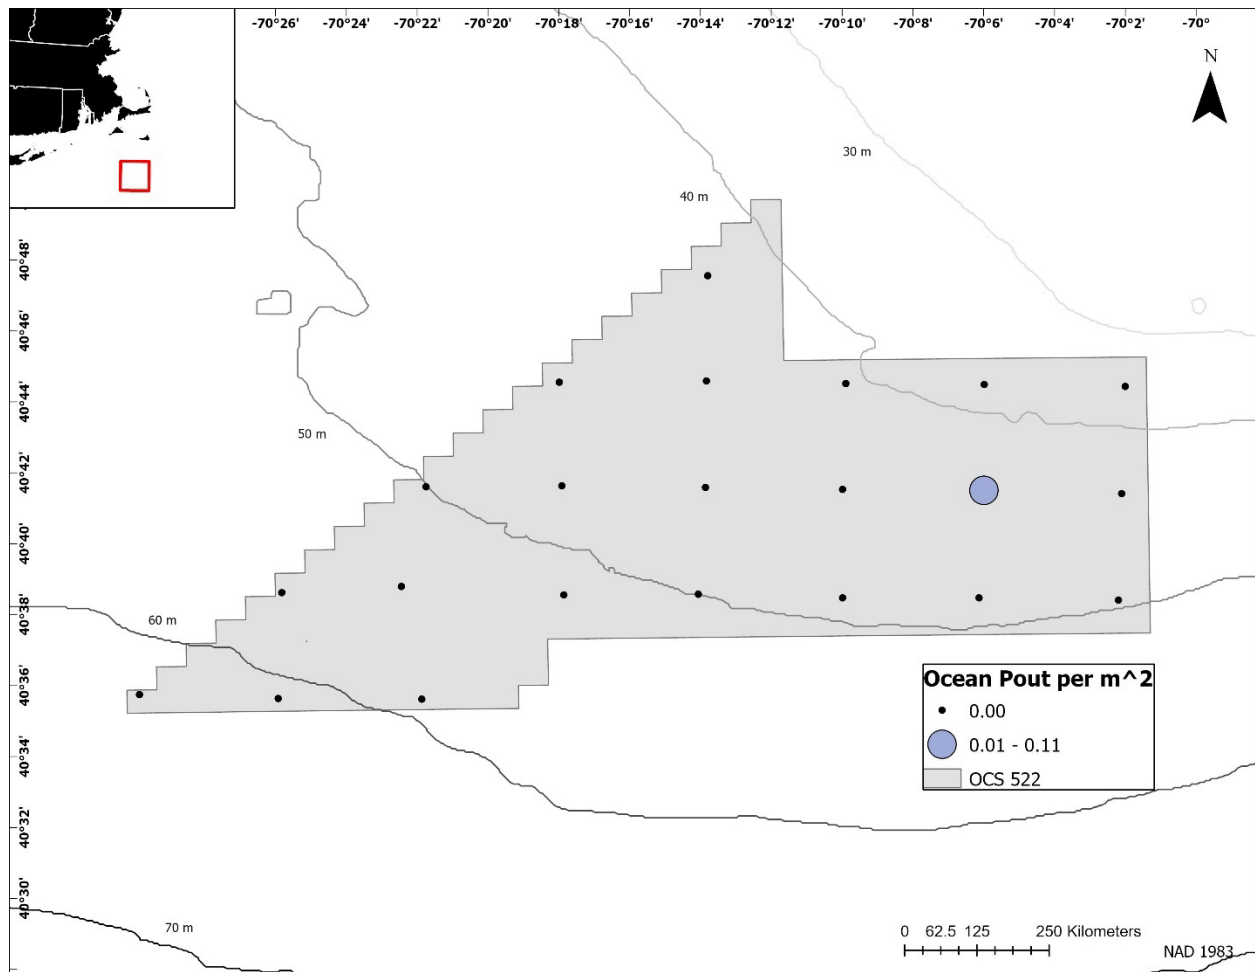 -70°26' -70°24' -70°22' -70°20' -70°18' -70°16' -70°14' -70°12' -70°10' -70°8' -70°6' -70°4' -70°2' -70°
N
30 m
40 m
40°48'
40°46'
40°44'
50 m
40°42'
40°40'
40°38'
60 m
40°36'
Ocean Pout per m^2
0.00
40°34'
0.01 - 0.11
OCS 522
40°32'
40°30'
70 m
0 62.5 125 250 Kilometers
NAD 1983